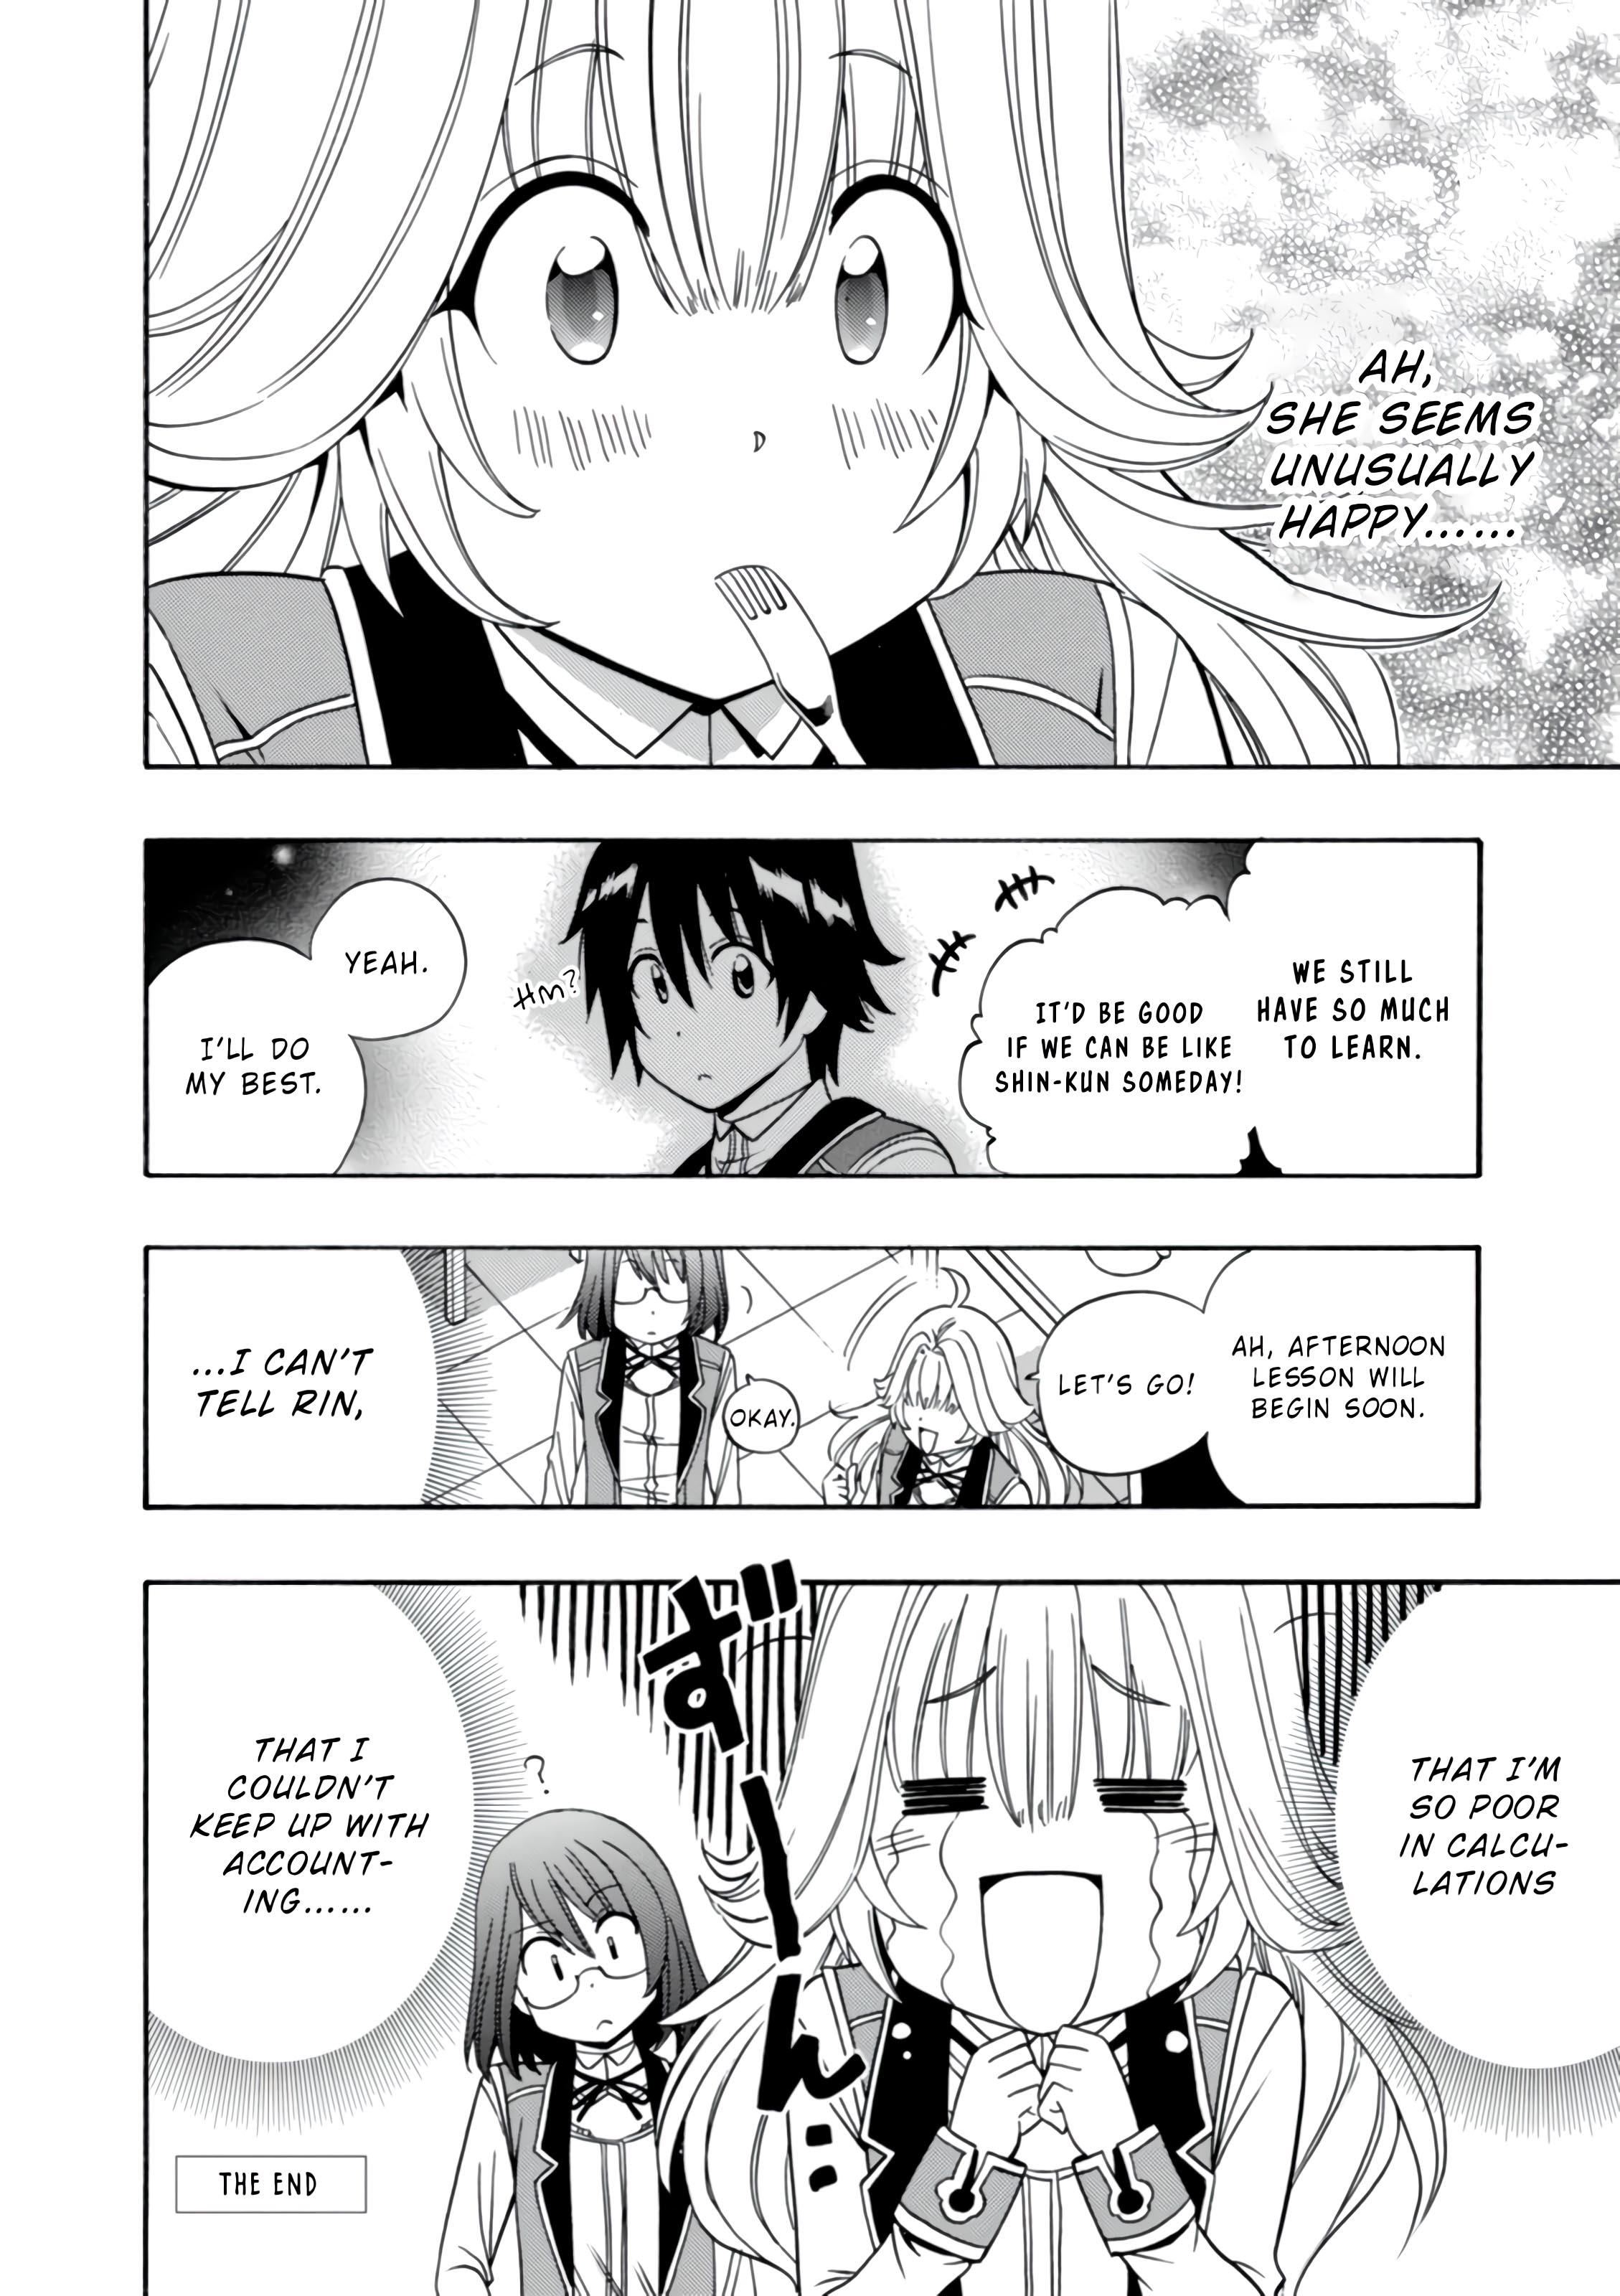 AH,
SHE SEEMS
UNUSUALLY
HAPPY......
WE STILL
HAVE SO MUCH
TO LEARN.
IT'D BE GOOD
IF WE CAN BE LIKE
SHIN-KUN SOMEDAY!
HM?
YEAH.
I'LL DO
MY BEST.
AH, AFTERNOON
LESSON WILL
BEGIN SOON.
LET'S GO!
OKAY.
...I CAN'T
TELL RIN,
THAT I'M
SO POOR
IN CALCU-
LATIONS
ずーん…
?
THAT I
COULDN'T
KEEP UP WITH
ACCOUNT-
ING......
THE END